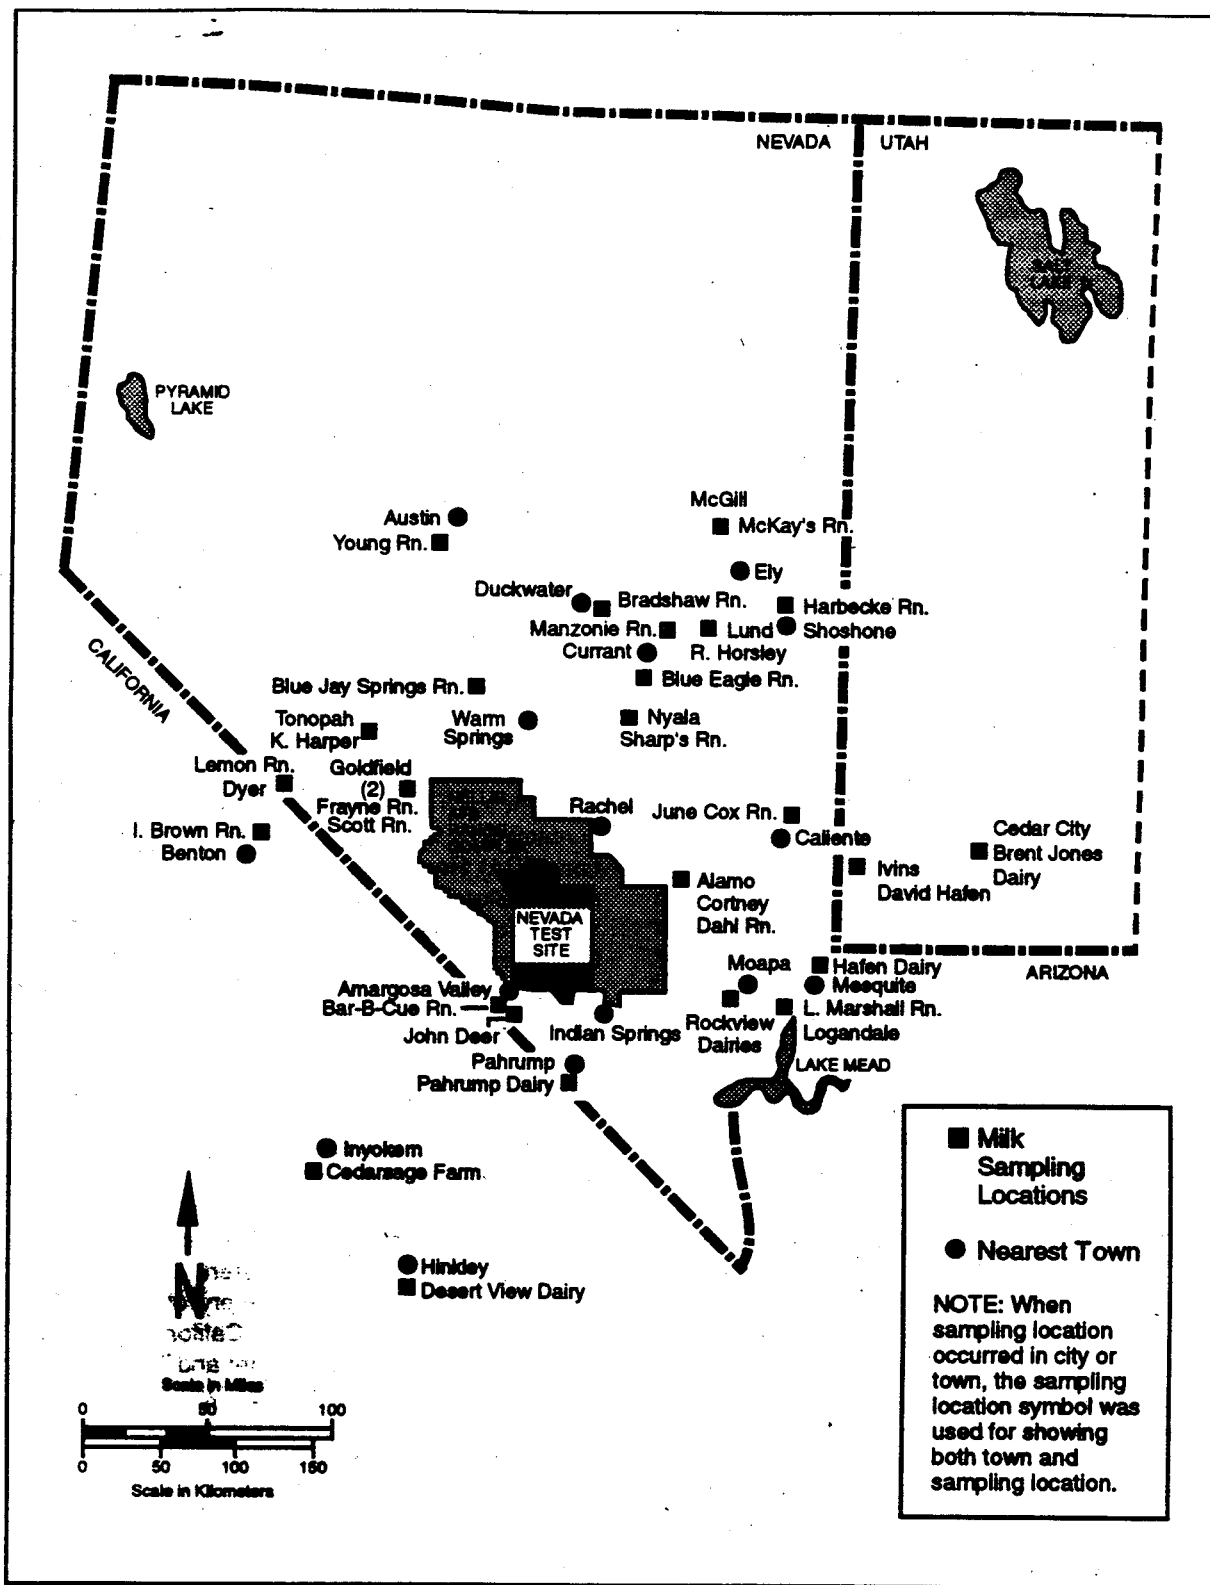 NEVADA
UTAH
SALT
LAKE
PYRAMID
LAKE
McGill
McKay's Rn.
Austin
Young Rn.
Ely
Duckwater
Bradshaw Rn.
Harbecke Rn.
Manzonie Rn.
Lund
Shoshone
Currant
R. Horsley
CALIFORNIA
Blue Eagle Rn.
Blue Jay Springs Rn.
Tonopah
K. Harper
Warm
Springs
Nyala
Sharp's Rn.
Lemon Rn.
Dyer
Goldfield
(2)
Frayne Rn.
Scott Rn.
Rachel
June Cox Rn.
Caliente
I. Brown Rn.
Benton
Cedar City
Brent Jones
Dairy
Ivins
David Hafen
Alamo
Cortney
Dahl Rn.
NEVADA
TEST
SITE
Moapa
Hafen Dairy
ARIZONA
Amargosa Valley
Mesquite
Bar-B-Cue Rn.
John Deer
Indian Springs
Rockview
Dairies
L. Marshall Rn.
Logandale
Pahrump
Pahrump Dairy
LAKE MEAD
Inyokern
Cedarsage Farm
Hinkley
Desert View Dairy
N
Scale in Miles
0 50 100
0 50 100 150
Scale in Kilometers
Milk
Sampling
Locations
Nearest Town
NOTE: When
sampling location
occurred in city or
town, the sampling
location symbol was
used for showing
both town and
sampling location.